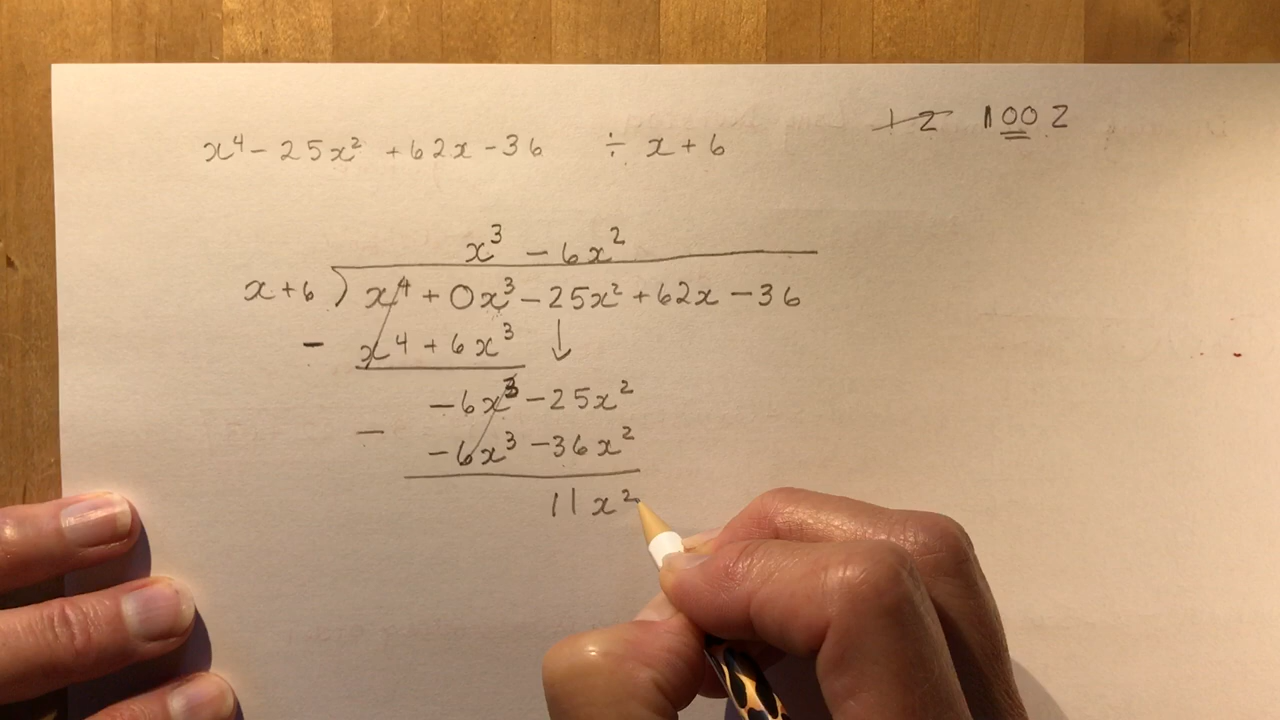 x⁴ - 25x² + 62x - 36 ÷ x + 6
12 1002
x³ - 6x²
x+6 ) x⁴ + 0x³ - 25x² + 62x - 36
- x⁴ + 6x³ ↓
-6x³ - 25x²
- -6x³ - 36x²
11x²